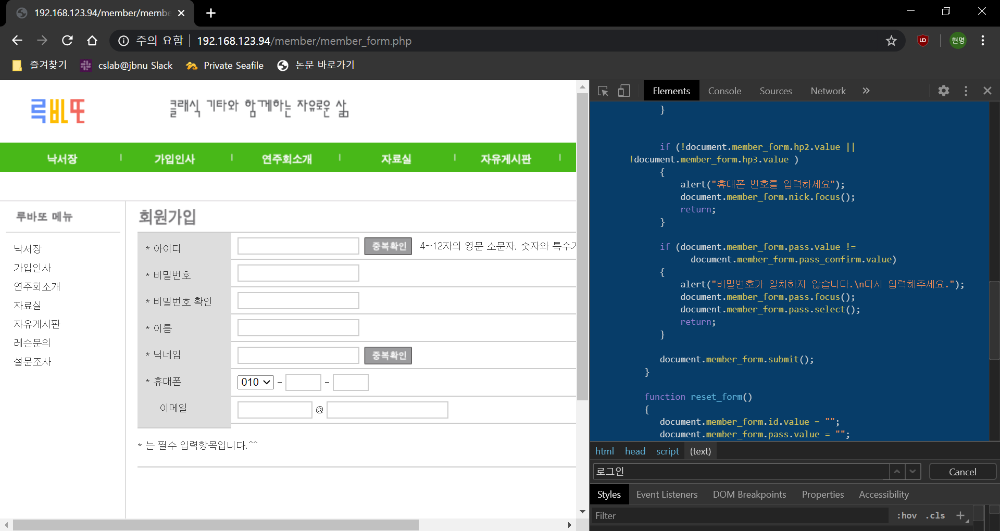 192.168.123.94/member/membe
주의 요함 192.168.123.94/member/member_form.php
현명
즐겨찾기 cslab@jbnu Slack Private Seafile 논문 바로가기
클래식 기타와 함께하는 자유로운 삶
낙서장 | 가입인사 | 연주회소개 | 자료실 | 자유게시판 |
루바또 메뉴
낙서장
가입인사
연주회소개
자료실
자유게시판
레슨문의
설문조사
회원가입
* 아이디 중복확인 4~12자의 영문 소문자, 숫자와 특수기
* 비밀번호
* 비밀번호 확인
* 이름
* 닉네임 중복확인
* 휴대폰 010 - -
이메일 @
* 는 필수 입력항목입니다.^^
Elements Console Sources Network »
}
if (!document.member_form.hp2.value ||
!document.member_form.hp3.value )
{
alert("휴대폰 번호를 입력하세요");
document.member_form.nick.focus();
return;
}
if (document.member_form.pass.value !=
document.member_form.pass_confirm.value)
{
alert("비밀번호가 일치하지 않습니다.\n다시 입력해주세요.");
document.member_form.pass.focus();
document.member_form.pass.select();
return;
}
document.member_form.submit();
}
function reset_form()
{
document.member_form.id.value = "";
document.member_form.pass.value = "";
html head script (text)
로그인 Cancel
Styles Event Listeners DOM Breakpoints Properties Accessibility
Filter :hov .cls +